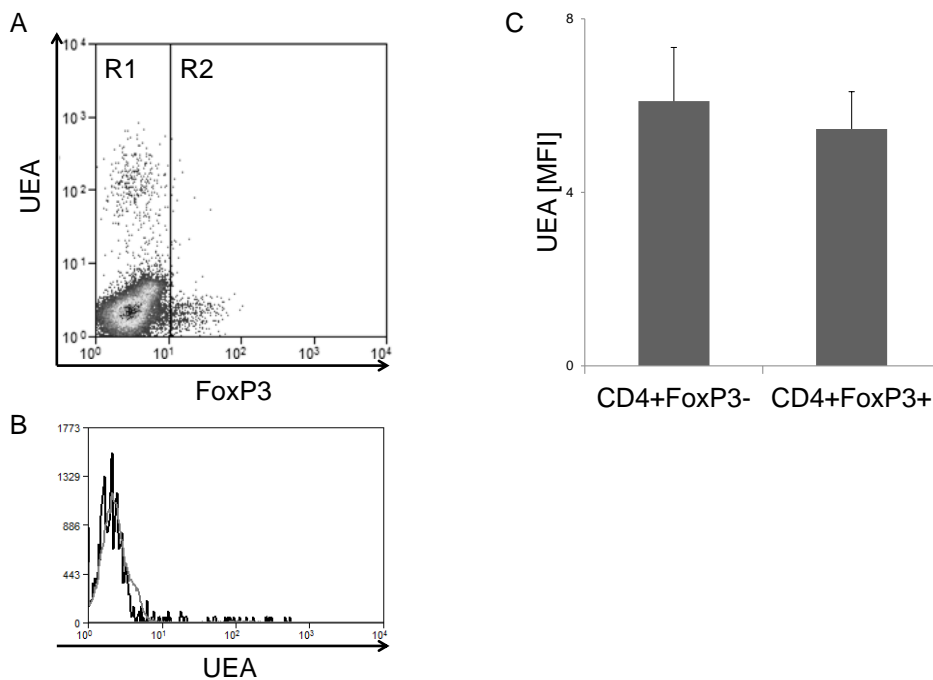 A
10⁴
R1
R2
10³
UEA
10²
10¹
10⁰
10⁰
10¹
10²
10³
10⁴
FoxP3
B
1773
1329
886
443
0
10⁰
10¹
10²
10³
10⁴
UEA
C
8
UEA [MFI]
4
0
CD4+FoxP3-
CD4+FoxP3+